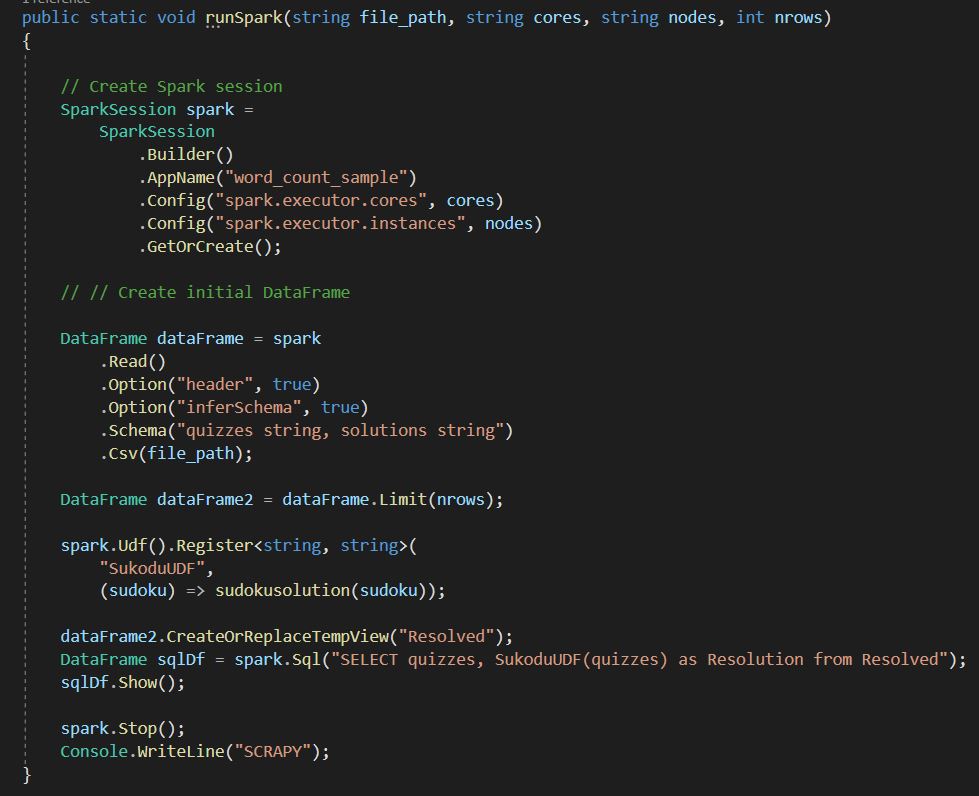 1 reference
public static void runSpark(string file_path, string cores, string nodes, int nrows)
{
// Create Spark session
SparkSession spark =
SparkSession
.Builder()
.AppName("word_count_sample")
.Config("spark.executor.cores", cores)
.Config("spark.executor.instances", nodes)
.GetOrCreate();
// // Create initial DataFrame
DataFrame dataFrame = spark
.Read()
.Option("header", true)
.Option("inferSchema", true)
.Schema("quizzes string, solutions string")
.Csv(file_path);
DataFrame dataFrame2 = dataFrame.Limit(nrows);
spark.Udf().Register<string, string>(
"SukoduUDF",
(sudoku) => sudokusolution(sudoku));
dataFrame2.CreateOrReplaceTempView("Resolved");
DataFrame sqlDf = spark.Sql("SELECT quizzes, SukoduUDF(quizzes) as Resolution from Resolved");
sqlDf.Show();
spark.Stop();
Console.WriteLine("SCRAPY");
}